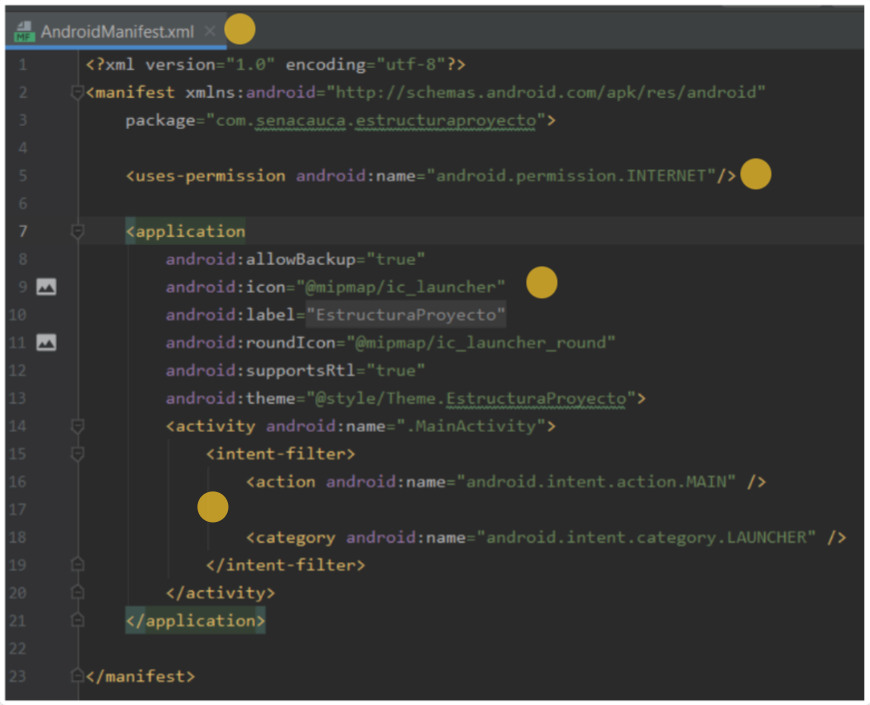 AndroidManifest.xml
1 <?xml version="1.0" encoding="utf-8"?>
2 <manifest xmlns:android="http://schemas.android.com/apk/res/android"
3 package="com.senacauca.estructuraproyecto">
4
5 <uses-permission android:name="android.permission.INTERNET"/>
6
7 <application
8 android:allowBackup="true"
9 android:icon="@mipmap/ic_launcher"
10 android:label="EstructuraProyecto"
11 android:roundIcon="@mipmap/ic_launcher_round"
12 android:supportsRtl="true"
13 android:theme="@style/Theme.EstructuraProyecto">
14 <activity android:name=".MainActivity">
15 <intent-filter>
16 <action android:name="android.intent.action.MAIN" />
17
18 <category android:name="android.intent.category.LAUNCHER" />
19 </intent-filter>
20 </activity>
21 </application>
22
23 </manifest>